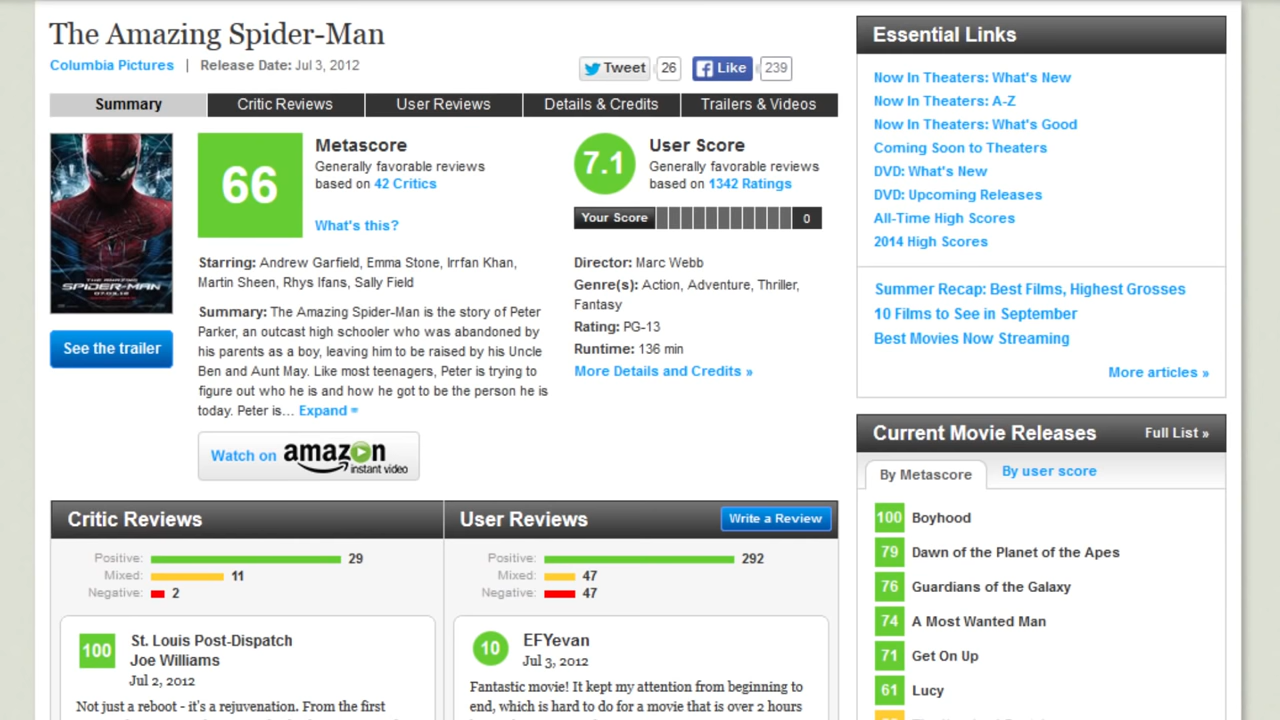 The Amazing Spider-Man
Columbia Pictures | Release Date: Jul 3, 2012
Tweet 26 Like 239
Summary Critic Reviews User Reviews Details & Credits Trailers & Videos
THE AMAZING
SPIDER-MAN
See the trailer
66
Metascore
Generally favorable reviews
based on 42 Critics
What's this?
7.1
User Score
Generally favorable reviews
based on 1342 Ratings
Your Score 0
Starring: Andrew Garfield, Emma Stone, Irrfan Khan,
Martin Sheen, Rhys Ifans, Sally Field
Summary: The Amazing Spider-Man is the story of Peter
Parker, an outcast high schooler who was abandoned by
his parents as a boy, leaving him to be raised by his Uncle
Ben and Aunt May. Like most teenagers, Peter is trying to
figure out who he is and how he got to be the person he is
today. Peter is... Expand
Director: Marc Webb
Genre(s): Action, Adventure, Thriller,
Fantasy
Rating: PG-13
Runtime: 136 min
More Details and Credits »
Watch on amazon
instant video
Critic Reviews
Positive: 29
Mixed: 11
Negative: 2
100
St. Louis Post-Dispatch
Joe Williams
Jul 2, 2012
Not just a reboot - it's a rejuvenation. From the first
User Reviews
Write a Review
Positive: 292
Mixed: 47
Negative: 47
10
EFYevan
Jul 3, 2012
Fantastic movie! It kept my attention from beginning to
end, which is hard to do for a movie that is over 2 hours
Essential Links
Now In Theaters: What's New
Now In Theaters: A-Z
Now In Theaters: What's Good
Coming Soon to Theaters
DVD: What's New
DVD: Upcoming Releases
All-Time High Scores
2014 High Scores
Summer Recap: Best Films, Highest Grosses
10 Films to See in September
Best Movies Now Streaming
More articles »
Current Movie Releases Full List »
By Metascore By user score
100 Boyhood
79 Dawn of the Planet of the Apes
76 Guardians of the Galaxy
74 A Most Wanted Man
71 Get On Up
61 Lucy